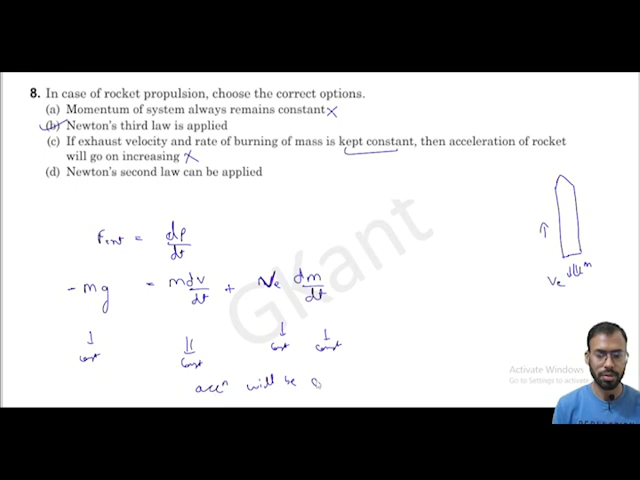 8. In case of rocket propulsion, choose the correct options.
(a) Momentum of system always remains constant ×
(b) Newton's third law is applied
(c) If exhaust velocity and rate of burning of mass is kept constant, then acceleration of rocket
will go on increasing ×
(d) Newton's second law can be applied
Fext = dp/dt
- mg = m dv/dt + Ve dm/dt
↓ ↓ ↓ ↓
const const const const
accn will be
↑ m
Ve
GKant
Activate Windows
Go to Settings to activate